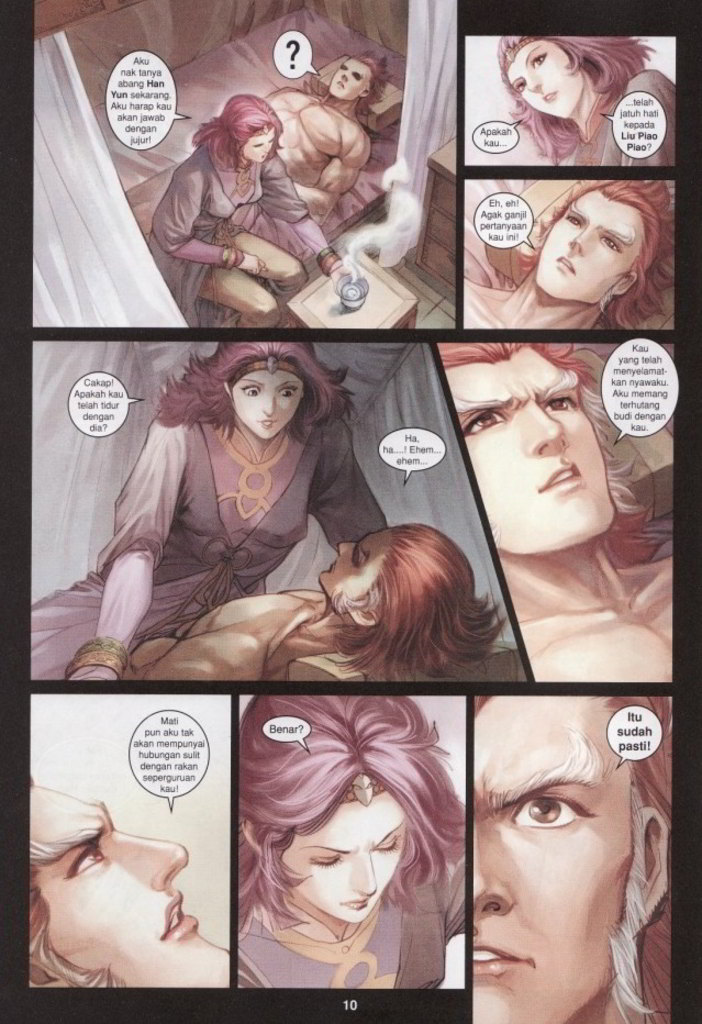 Aku
nak tanya
abang Han
Yun sekarang.
Aku harap kau
akan jawab
dengan
jujur!
?
Apakah
kau...
...telah
jatuh hati
kepada
Liu Piao
Piao?
Eh, eh!
Agak ganjil
pertanyaan
kau ini!
Cakap!
Apakah kau
telah tidur
dengan
dia?
Ha,
ha....! Ehem...
ehem...
Kau
yang telah
menyelamat-
kan nyawaku.
Aku memang
terhutang
budi dengan
kau.
Mati
pun aku tak
akan mempunyai
hubungan sulit
dengan rakan
seperguruan
kau!
Benar?
Itu
sudah
pasti!
10